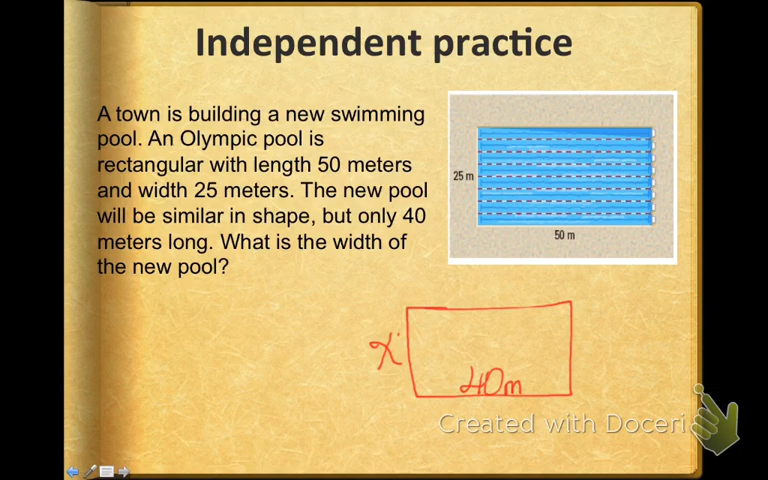 Independent practice
A town is building a new swimming
pool. An Olympic pool is
rectangular with length 50 meters
and width 25 meters. The new pool
will be similar in shape, but only 40
meters long. What is the width of
the new pool?
25 m
50 m
x
40m
Created with Doceri